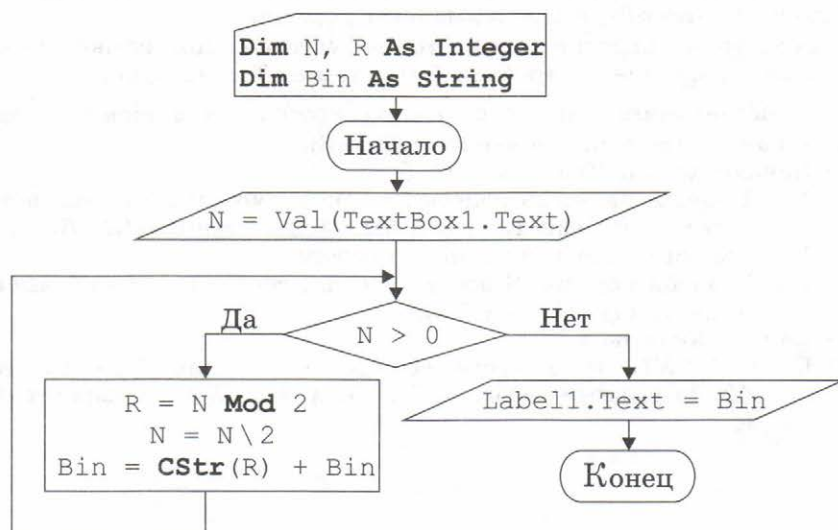 Dim N, R As Integer
Dim Bin As String
Начало
N = Val(TextBox1.Text)
N > 0
Да
Нет
R = N Mod 2
N = N\2
Bin = CStr(R) + Bin
Label1.Text = Bin
Конец